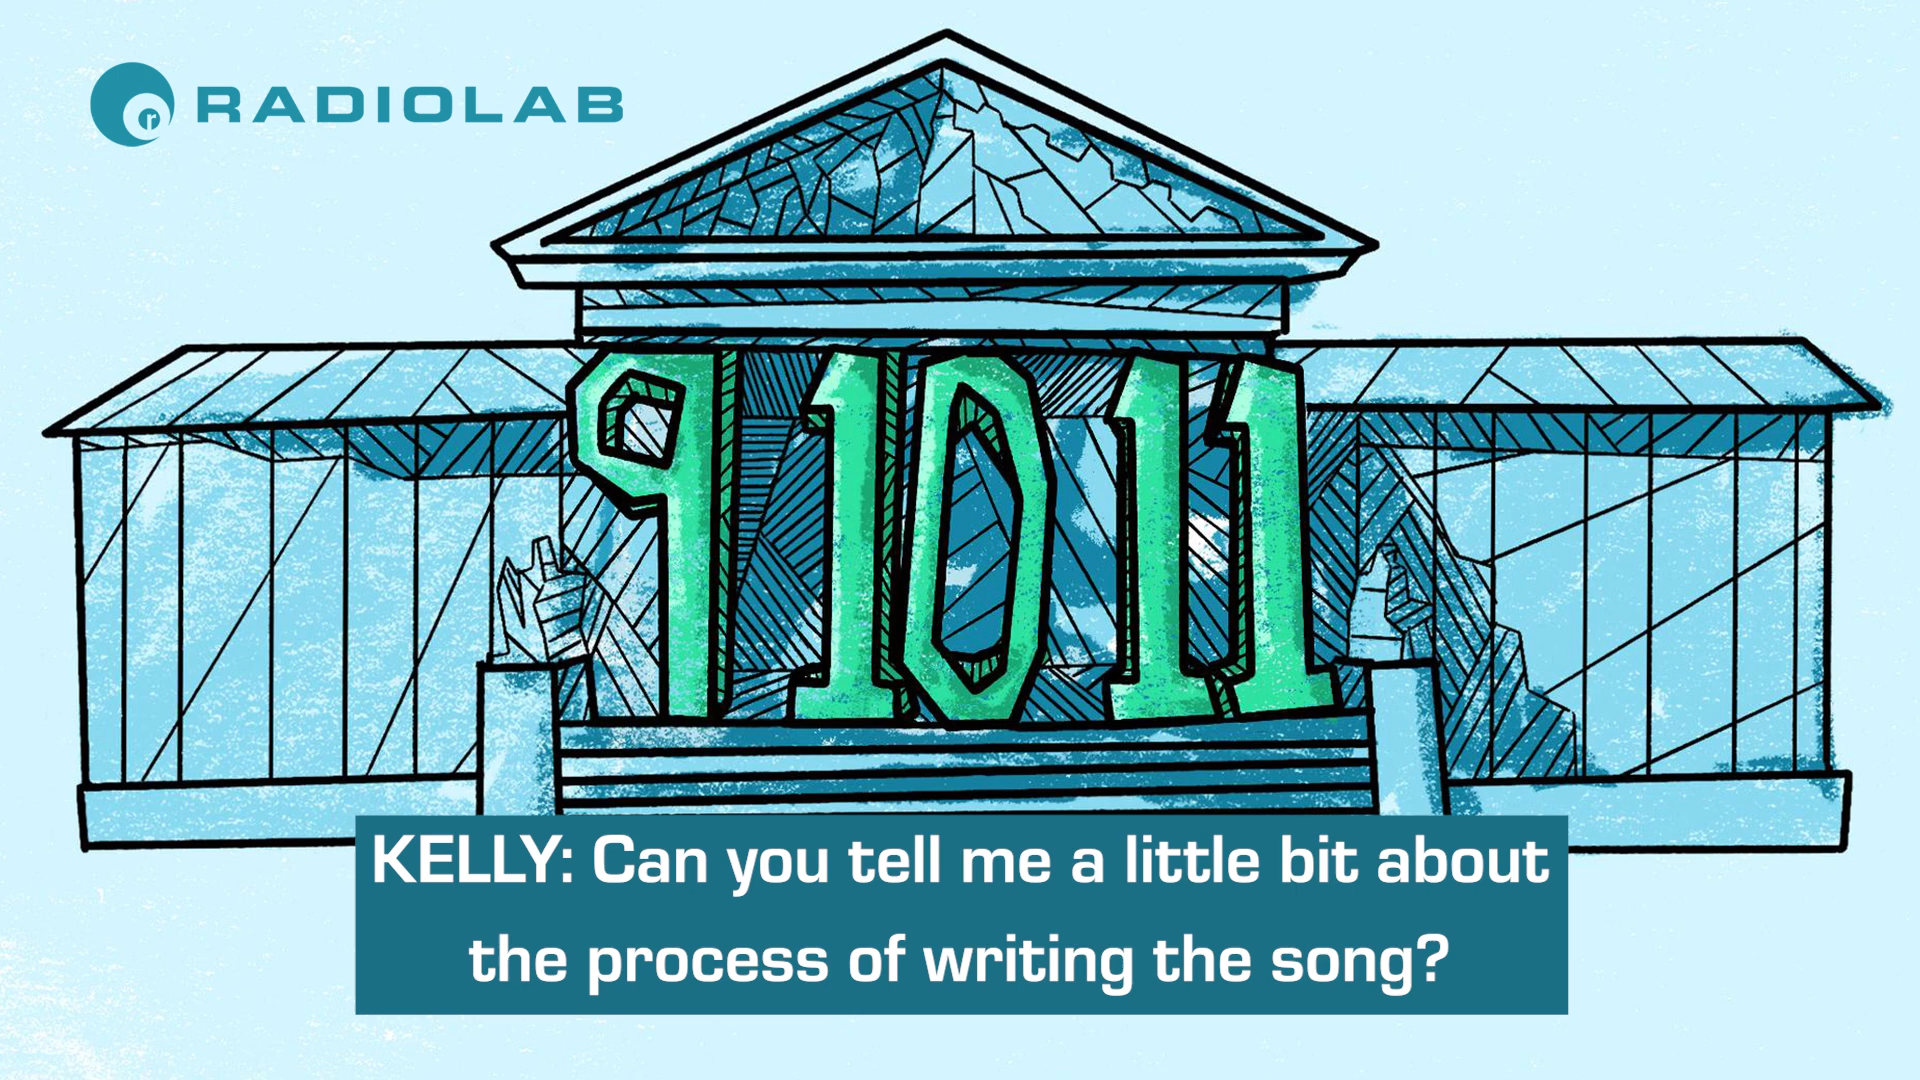 RADIOLAB
9 10 11
KELLY: Can you tell me a little bit about
the process of writing the song?